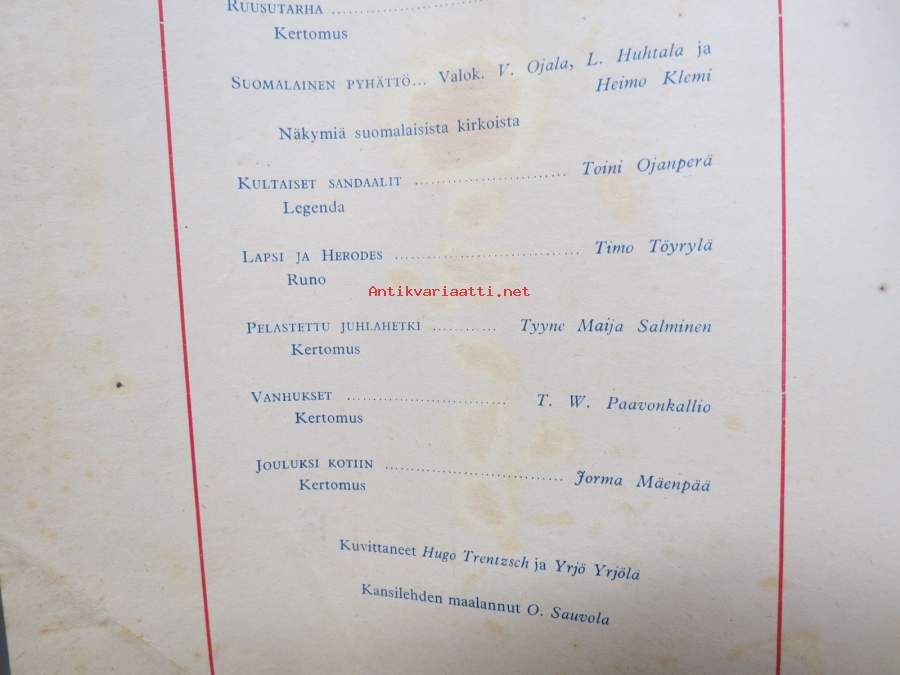 RUUSUTARHA ..................
Kertomus
SUOMALAINEN PYHÄTTÖ... Valok. V. Ojala, L. Huhtala ja
Heimo Klemi
Näkymiä suomalaisista kirkoista
KULTAISET SANDAALIT .......................... Toini Ojanperä
Legenda
LAPSI JA HERODES ................................ Timo Töyrylä
Runo
Antikvariaatti.net
PELASTETTU JUHLAHETKI ............ Tyyne Maija Salminen
Kertomus
VANHUKSET .............................. T. W. Paavonkallio
Kertomus
JOULUKSI KOTIIN .................................. Jorma Mäenpää
Kertomus
Kuvittaneet Hugo Trentzsch ja Yrjö Yrjölä
Kansilehden maalannut O. Sauvola